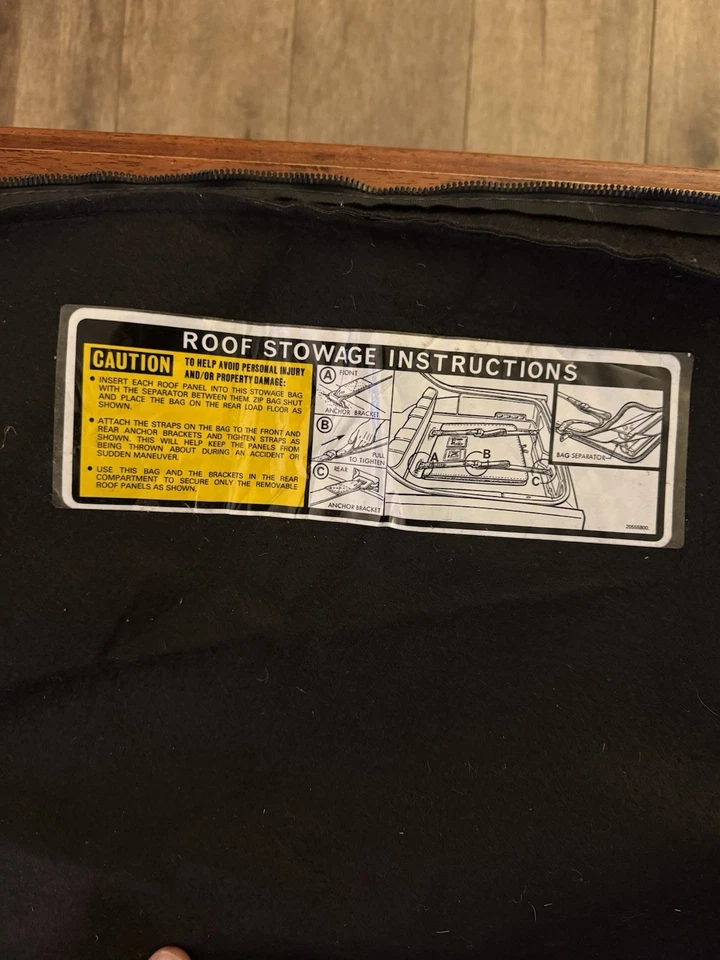 ROOF STOWAGE INSTRUCTIONS
CAUTION
TO HELP AVOID PERSONAL INJURY
AND/OR PROPERTY DAMAGE:
• INSERT EACH ROOF PANEL INTO THIS STOWAGE BAG
WITH THE SEPARATOR BETWEEN THEM. ZIP BAG SHUT
AND PLACE THE BAG ON THE REAR LOAD FLOOR AS
SHOWN.
• ATTACH THE STRAPS ON THE BAG TO THE FRONT AND
REAR ANCHOR BRACKETS AND TIGHTEN STRAPS AS
SHOWN. THIS WILL HELP KEEP THE PANELS FROM
BEING THROWN ABOUT DURING AN ACCIDENT OR
SUDDEN MANEUVER.
• USE THIS BAG AND THE BRACKETS IN THE REAR
COMPARTMENT TO SECURE ONLY THE REMOVABLE
ROOF PANELS AS SHOWN.
A FRONT
ANCHOR BRACKET
B
PULL
TO TIGHTEN
C REAR
ANCHOR BRACKET
A
B
C
BAG SEPARATOR